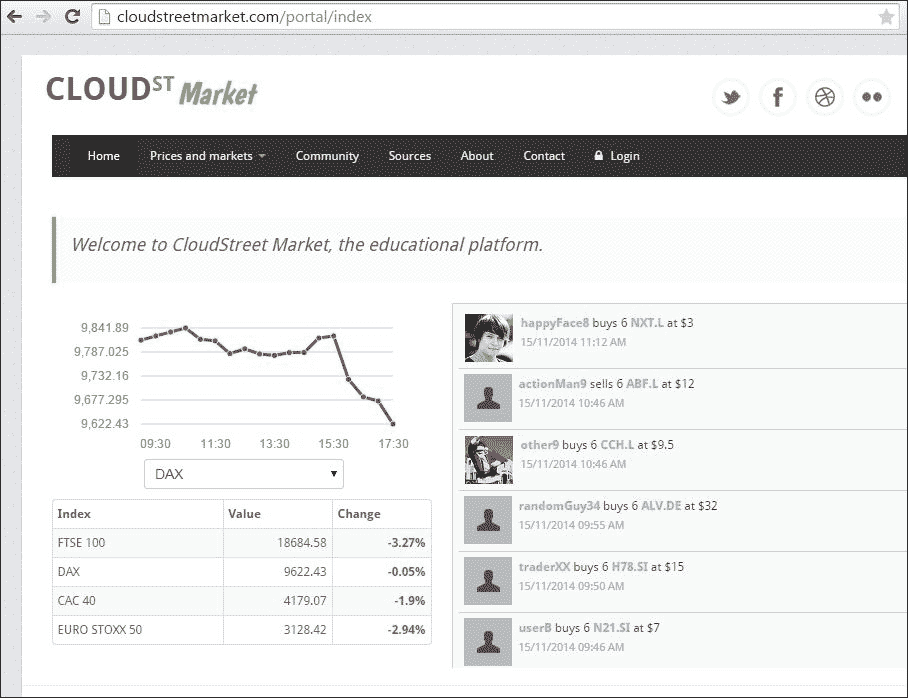 cloudstreetmarket.com/portal/index
CLOUDST Market
Home Prices and markets Community Sources About Contact Login
Welcome to CloudStreet Market, the educational platform.
9,841.89
9,787.025
9,732.16
9,677.295
9,622.43
09:30 11:30 13:30 15:30 17:30
DAX
Index Value Change
FTSE 100 18684.58 -3.27%
DAX 9622.43 -0.05%
CAC 40 4179.07 -1.9%
EURO STOXX 50 3128.42 -2.94%
happyFace8 buys 6 NXT.L at $3
15/11/2014 11:12 AM
actionMan9 sells 6 ABF.L at $12
15/11/2014 10:46 AM
other9 buys 6 CCH.L at $9.5
15/11/2014 10:46 AM
randomGuy34 buys 6 ALV.DE at $32
15/11/2014 09:55 AM
traderXX buys 6 H78.SI at $15
15/11/2014 09:50 AM
userB buys 6 N21.SI at $7
15/11/2014 09:46 AM